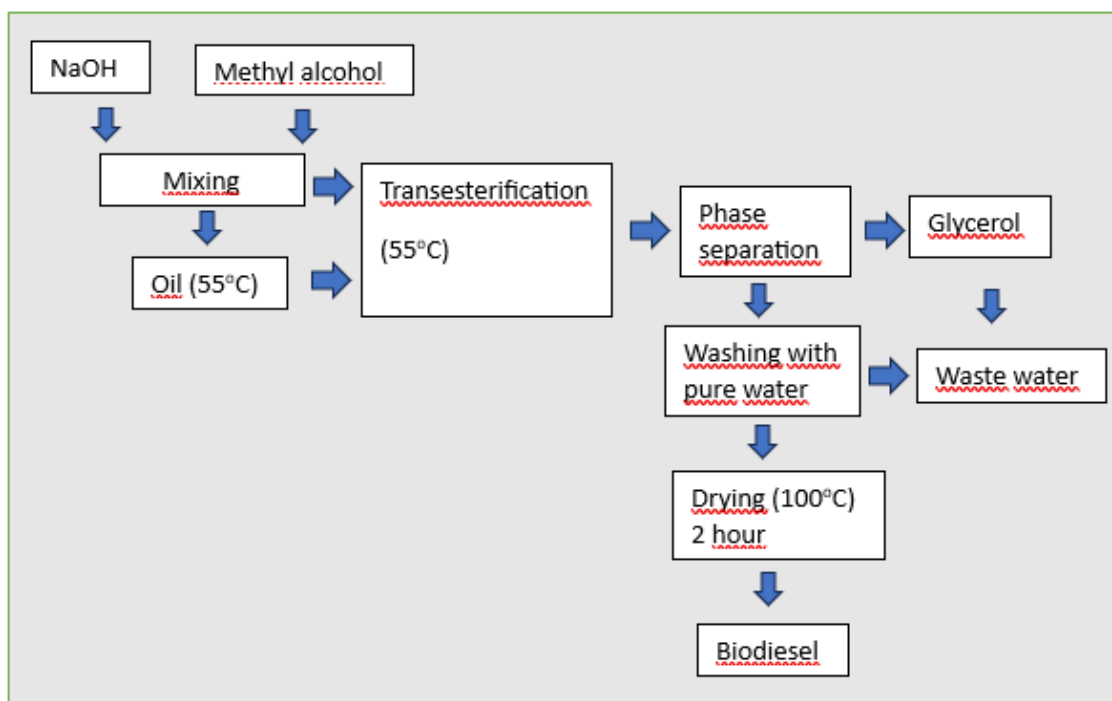 NaOH
Methyl alcohol
Mixing
Transesterification
(55°C)
Oil (55°C)
Phase
separation
Glycerol
Washing with
pure water
Waste water
Drying (100°C)
2 hour
Biodiesel